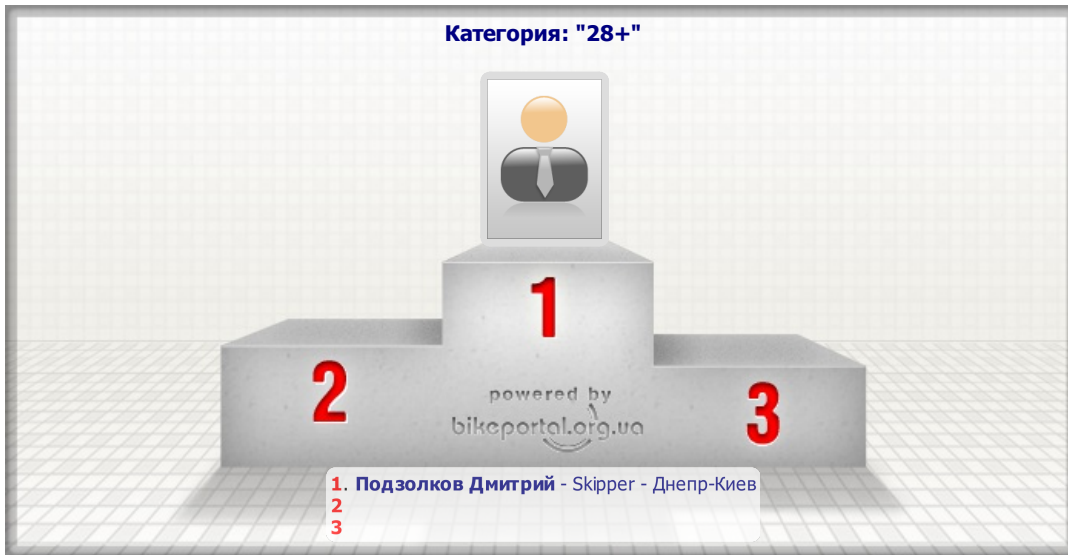 Категория: "28+"
1
2
3
powered by
bikeportal.org.ua
1. Подзолков Дмитрий - Skipper - Днепр-Киев
2
3